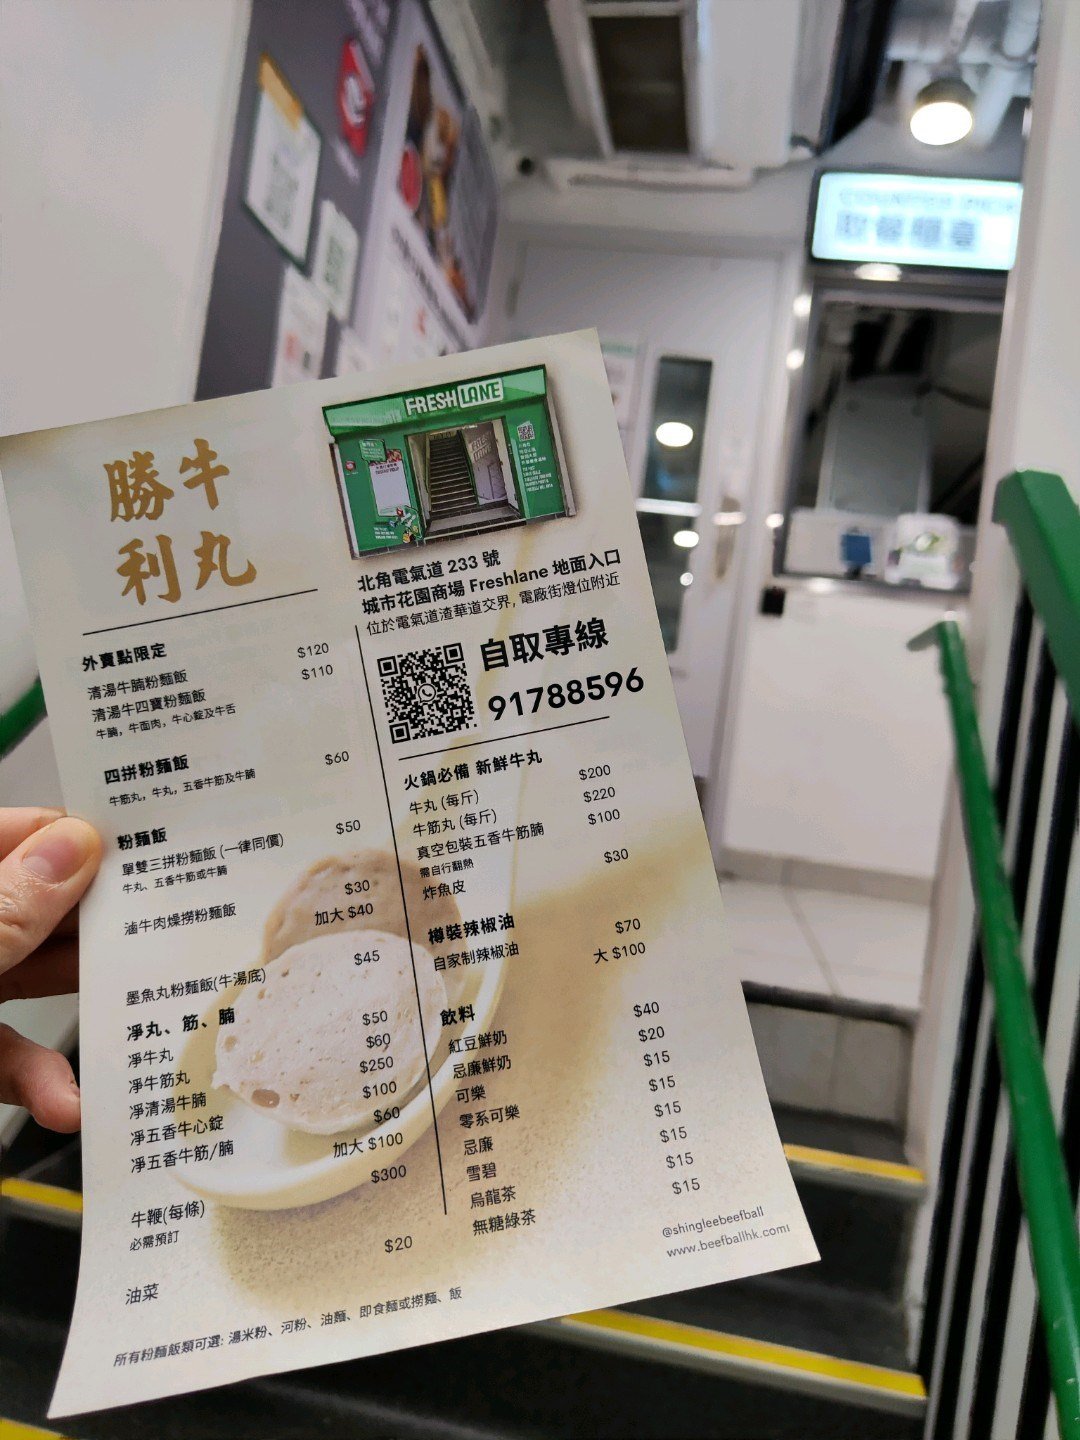 取餐櫃臺
FRESH LANE
勝利
牛丸
北角電氣道 233 號
城市花園商場 Freshlane 地面入口
位於電氣道渣華道交界, 電廠街燈位附近
自取專線
91788596
外賣點限定
清湯牛腩粉麵飯 $120
清湯牛四寶粉麵飯 $110
牛腩, 牛面肉, 牛心錠及牛舌
四拼粉麵飯 $60
牛筋丸, 牛丸, 五香牛筋及牛腩
粉麵飯
單雙三拼粉麵飯 (一律同價) $50
牛丸、五香牛筋或牛腩
滷牛肉燥撈粉麵飯 $30
加大 $40
墨魚丸粉麵飯(牛湯底) $45
凈丸、筋、腩
凈牛丸 $50
凈牛筋丸 $60
凈清湯牛腩 $250
凈五香牛心錠 $100
凈五香牛筋/腩 $60
加大 $100
牛鞭(每條) $300
必需預訂
油菜 $20
火鍋必備 新鮮牛丸
牛丸 (每斤) $200
牛筋丸 (每斤) $220
真空包裝五香牛筋腩 $100
需自行翻熱
炸魚皮 $30
樽裝辣椒油
自家制辣椒油 $70
大 $100
飲料
紅豆鮮奶 $40
忌廉鮮奶 $20
可樂 $15
零系可樂 $15
忌廉 $15
雪碧 $15
烏龍茶 $15
無糖綠茶 $15
@shingleebeefball
www.beefballhk.com
所有粉麵飯類可選: 湯米粉、河粉、油麵、即食麵或撈麵、飯